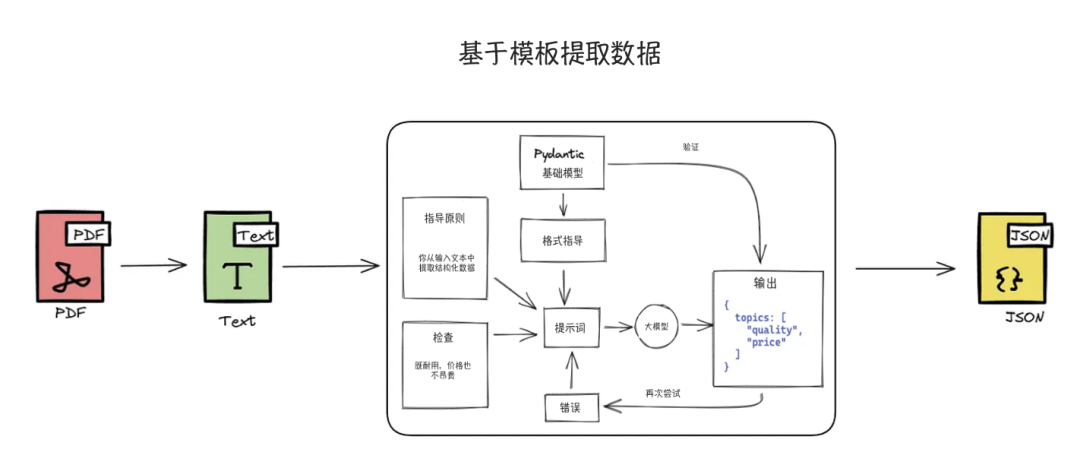 基于模板提取数据
PDF
PDF
Text
T
Text
Pydantic
基础模型
验证
指导原则
你从输入文本中
提取结构化数据
格式指导
检查
既耐用，价格也
不昂贵
提示词
大模型
输出
{
topics: [
"quality",
"price"
]
}
错误
再次尝试
JSON
{}
JSON